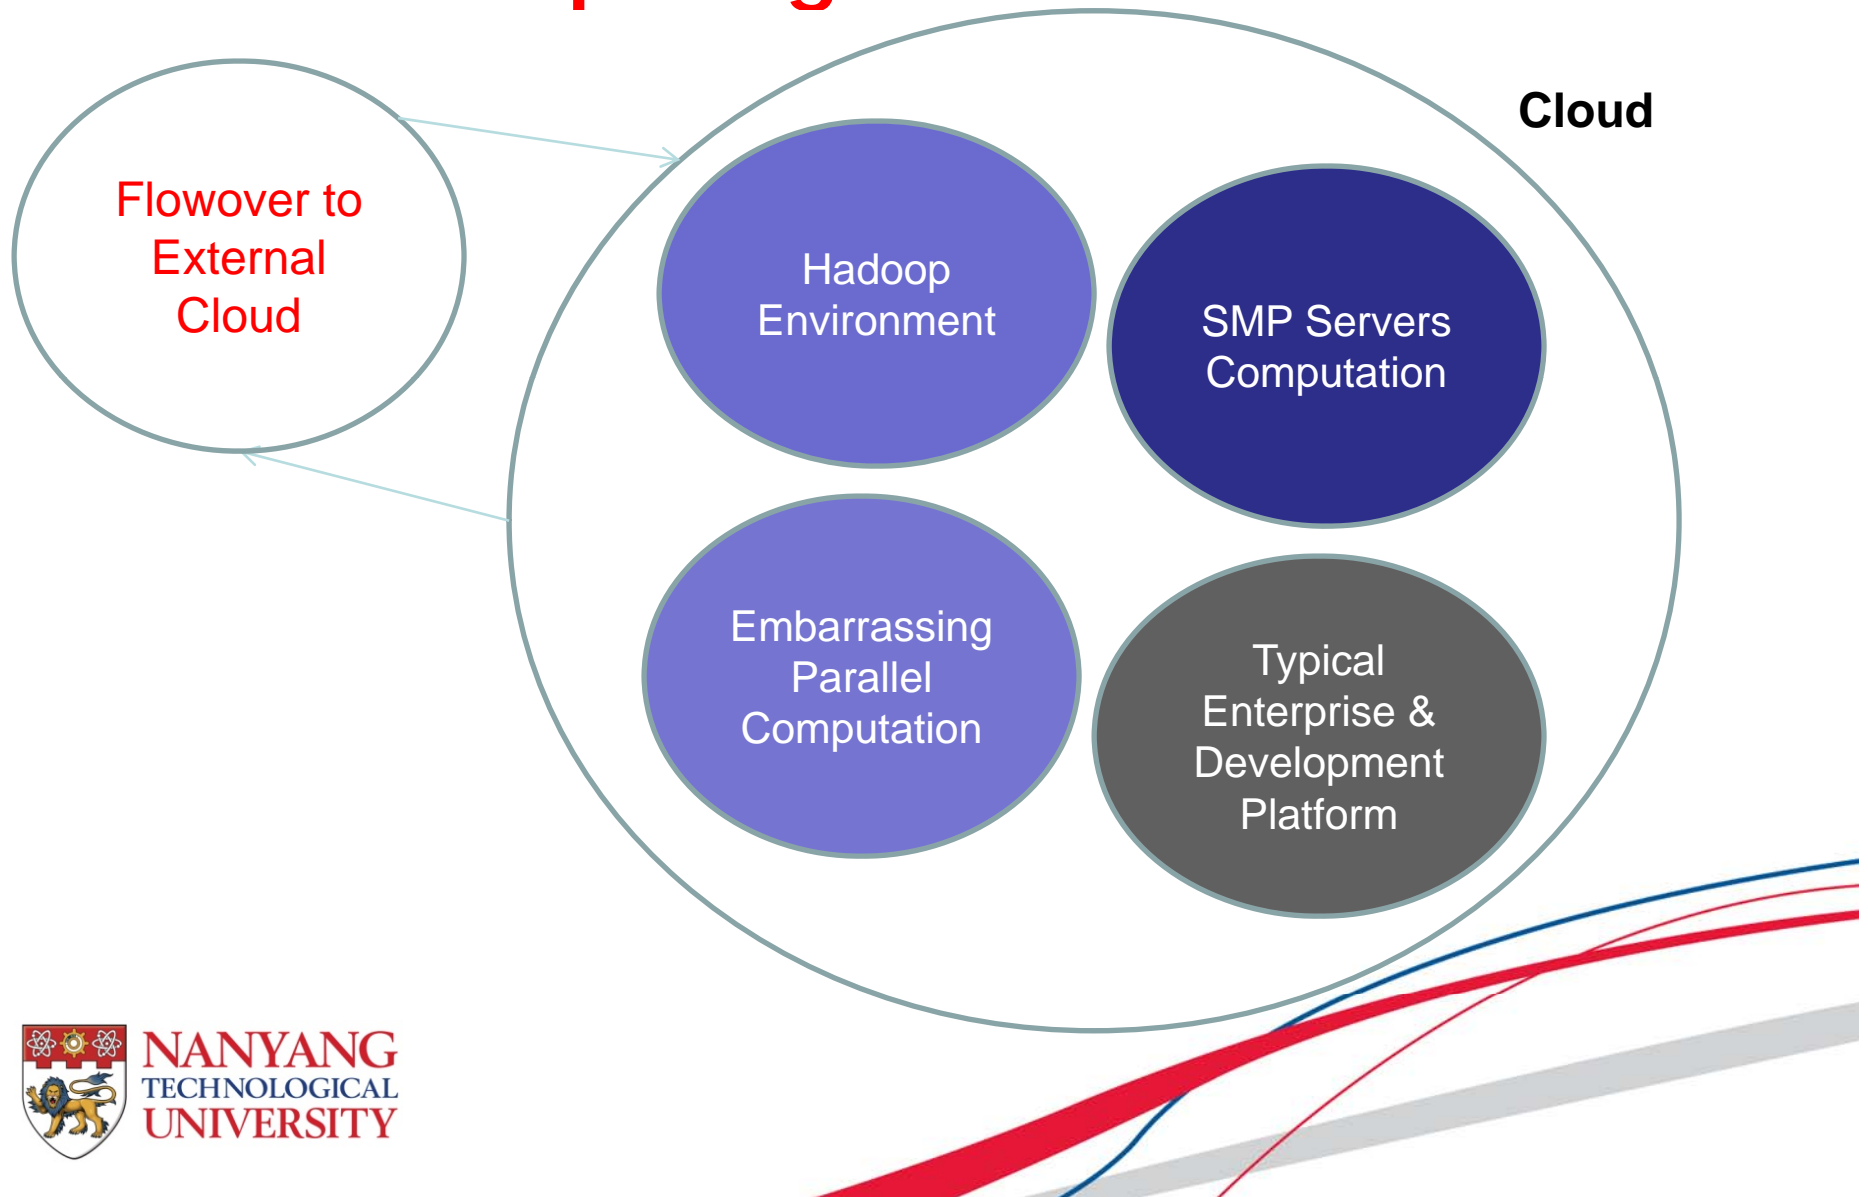 Cloud
Flowover to
External
Cloud
Hadoop
Environment
SMP Servers
Computation
Embarrassing
Parallel
Computation
Typical
Enterprise &
Development
Platform
NANYANG
TECHNOLOGICAL
UNIVERSITY